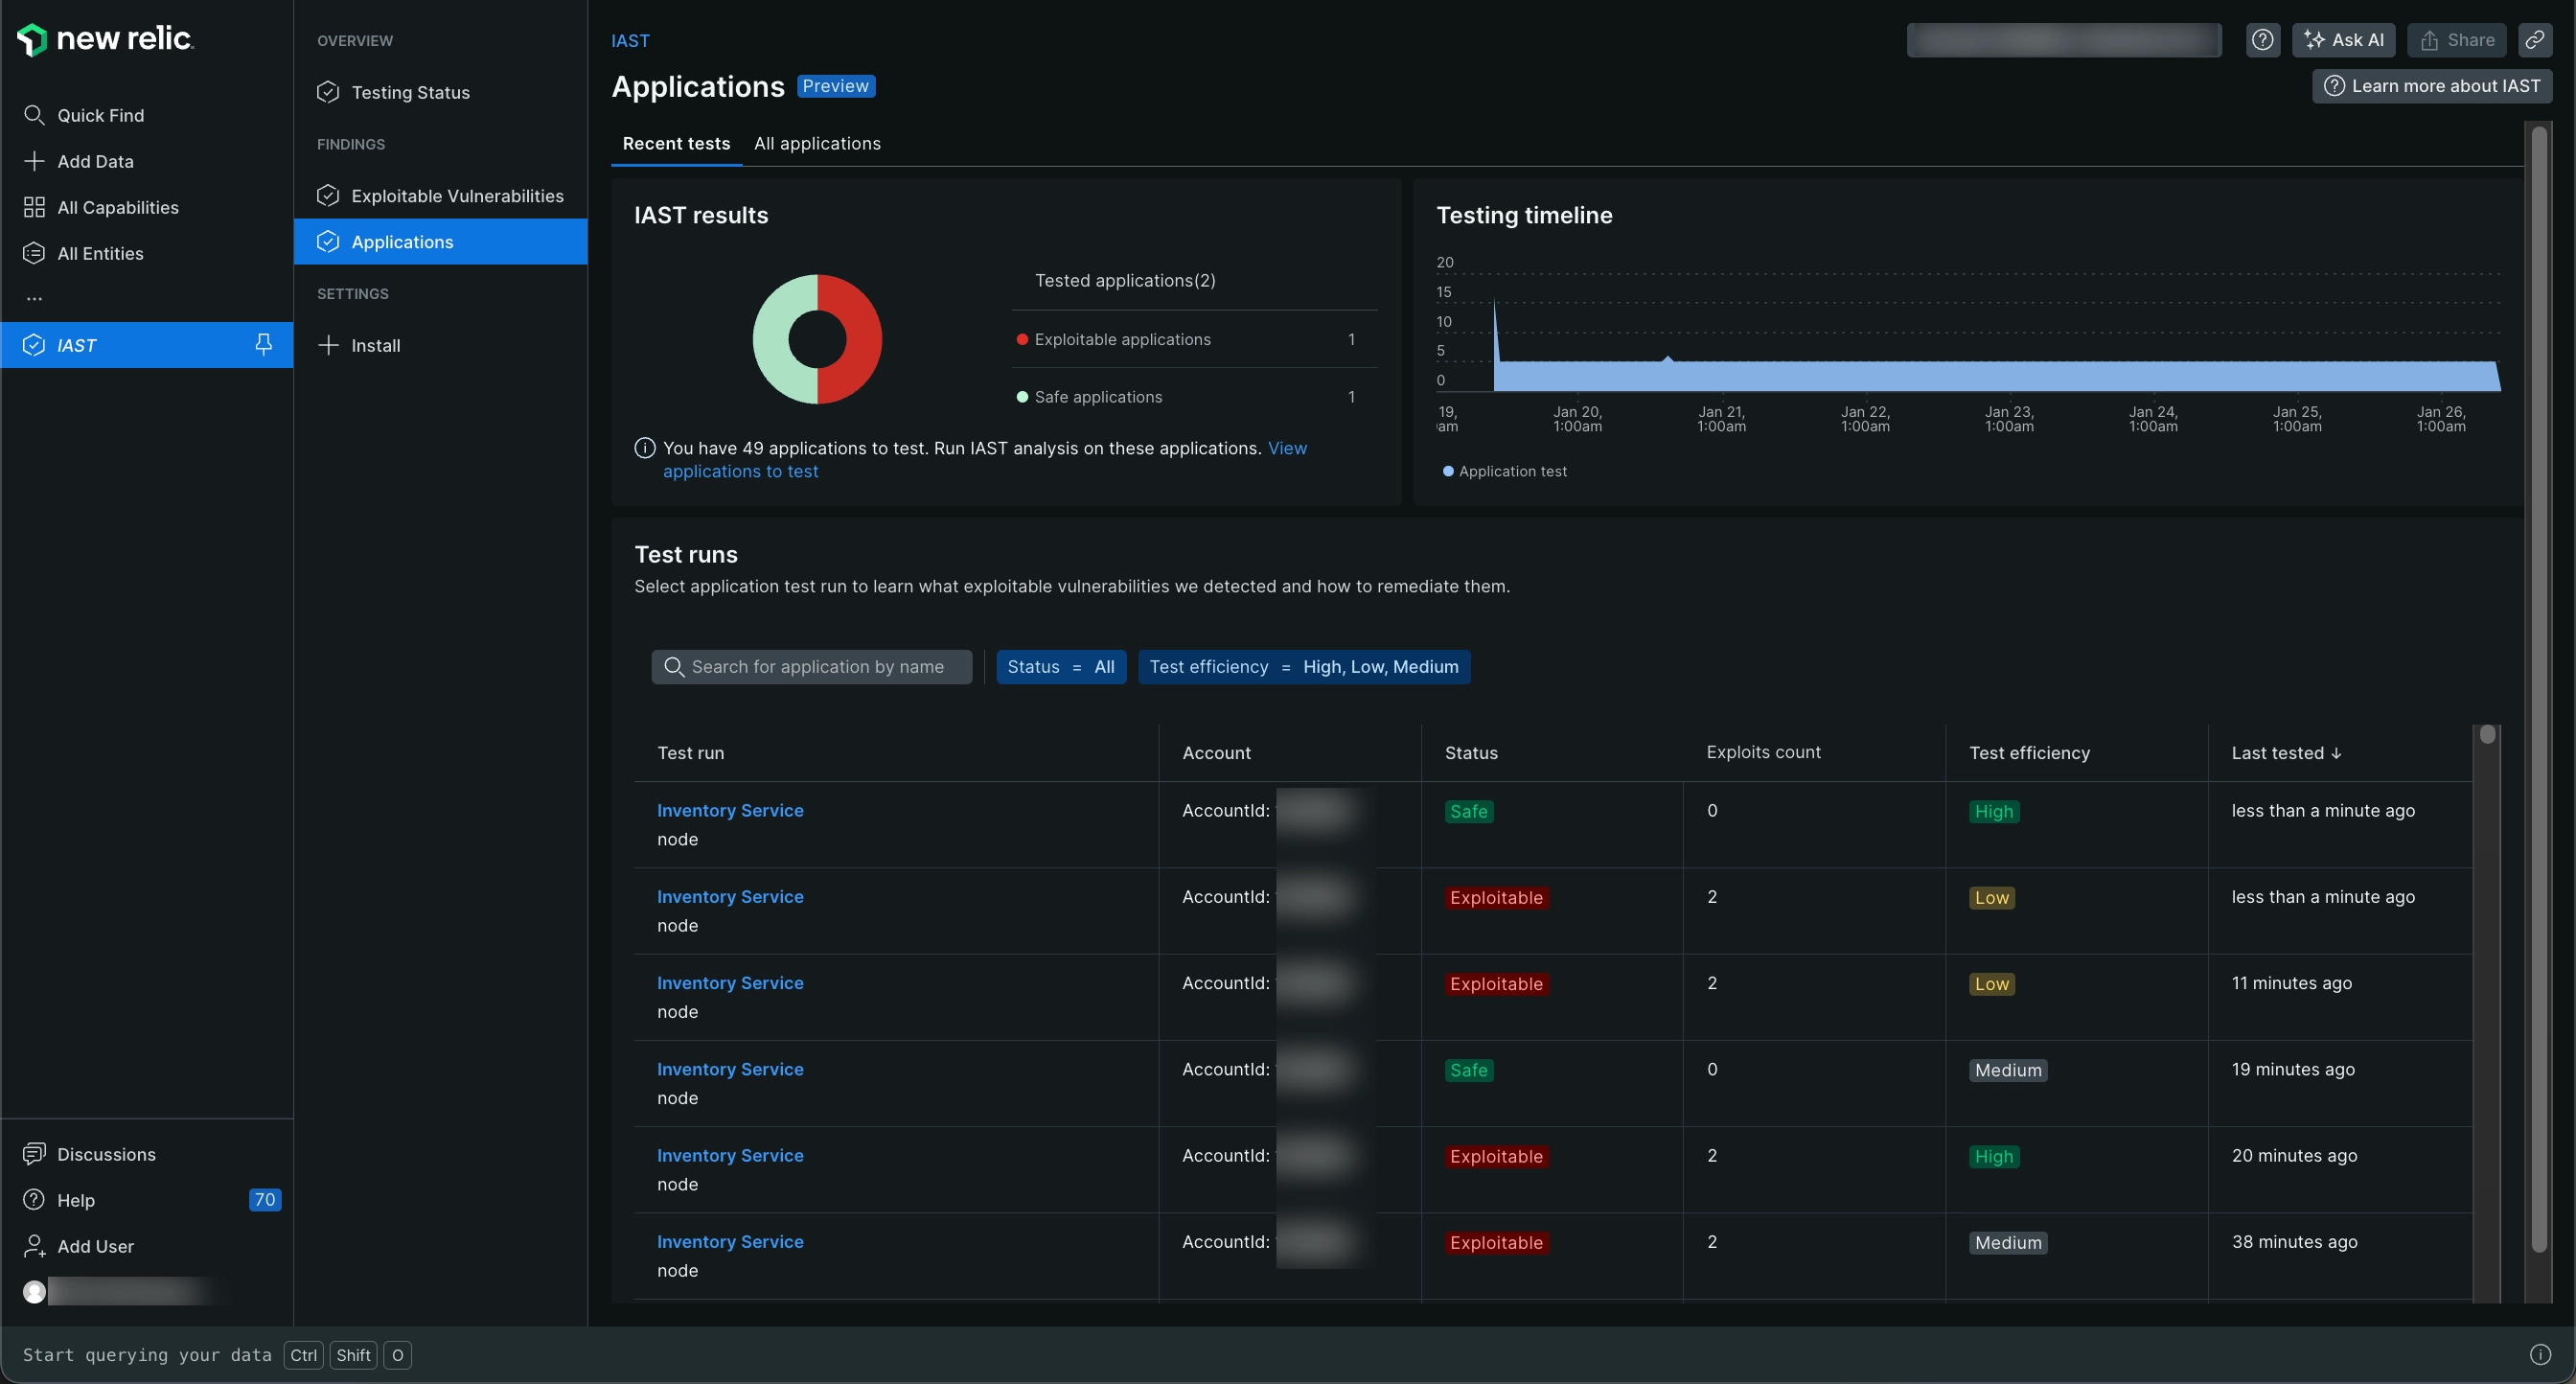 new relic.
Quick Find
Add Data
All Capabilities
All Entities
...
IAST
Discussions
Help 70
Add User
OVERVIEW
Testing Status
FINDINGS
Exploitable Vulnerabilities
Applications
SETTINGS
Install
IAST
Ask AI Share
Applications Preview
Learn more about IAST
Recent tests All applications
IAST results
Tested applications(2)
Exploitable applications 1
Safe applications 1
You have 49 applications to test. Run IAST analysis on these applications. View
applications to test
Testing timeline
20
15
10
5
0
19, Jan 20, Jan 21, Jan 22, Jan 23, Jan 24, Jan 25, Jan 26,
am 1:00am 1:00am 1:00am 1:00am 1:00am 1:00am 1:00am
Application test
Test runs
Select application test run to learn what exploitable vulnerabilities we detected and how to remediate them.
Search for application by name Status = All Test efficiency = High, Low, Medium
Test run Account Status Exploits count Test efficiency Last tested ↓
Inventory Service AccountId: Safe 0 High less than a minute ago
node
Inventory Service AccountId: Exploitable 2 Low less than a minute ago
node
Inventory Service AccountId: Exploitable 2 Low 11 minutes ago
node
Inventory Service AccountId: Safe 0 Medium 19 minutes ago
node
Inventory Service AccountId: Exploitable 2 High 20 minutes ago
node
Inventory Service AccountId: Exploitable 2 Medium 38 minutes ago
node
Start querying your data Ctrl Shift O